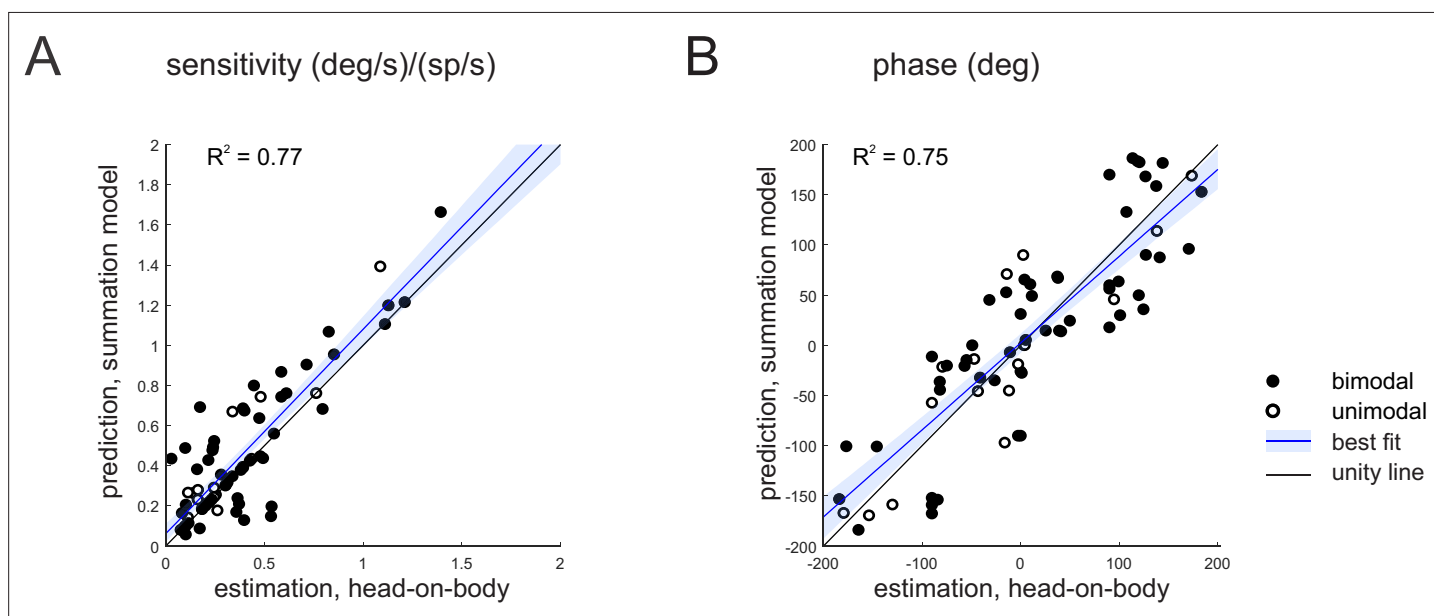 A
sensitivity (deg/s)/(sp/s)
prediction, summation model
2
1.8
1.6
1.4
1.2
1
0.8
0.6
0.4
0.2
0
R² = 0.77
0
0.5
1
1.5
2
estimation, head-on-body
B
phase (deg)
prediction, summation model
200
150
100
50
0
-50
-100
-150
-200
R² = 0.75
-200
-100
0
100
200
estimation, head-on-body
bimodal
unimodal
best fit
unity line